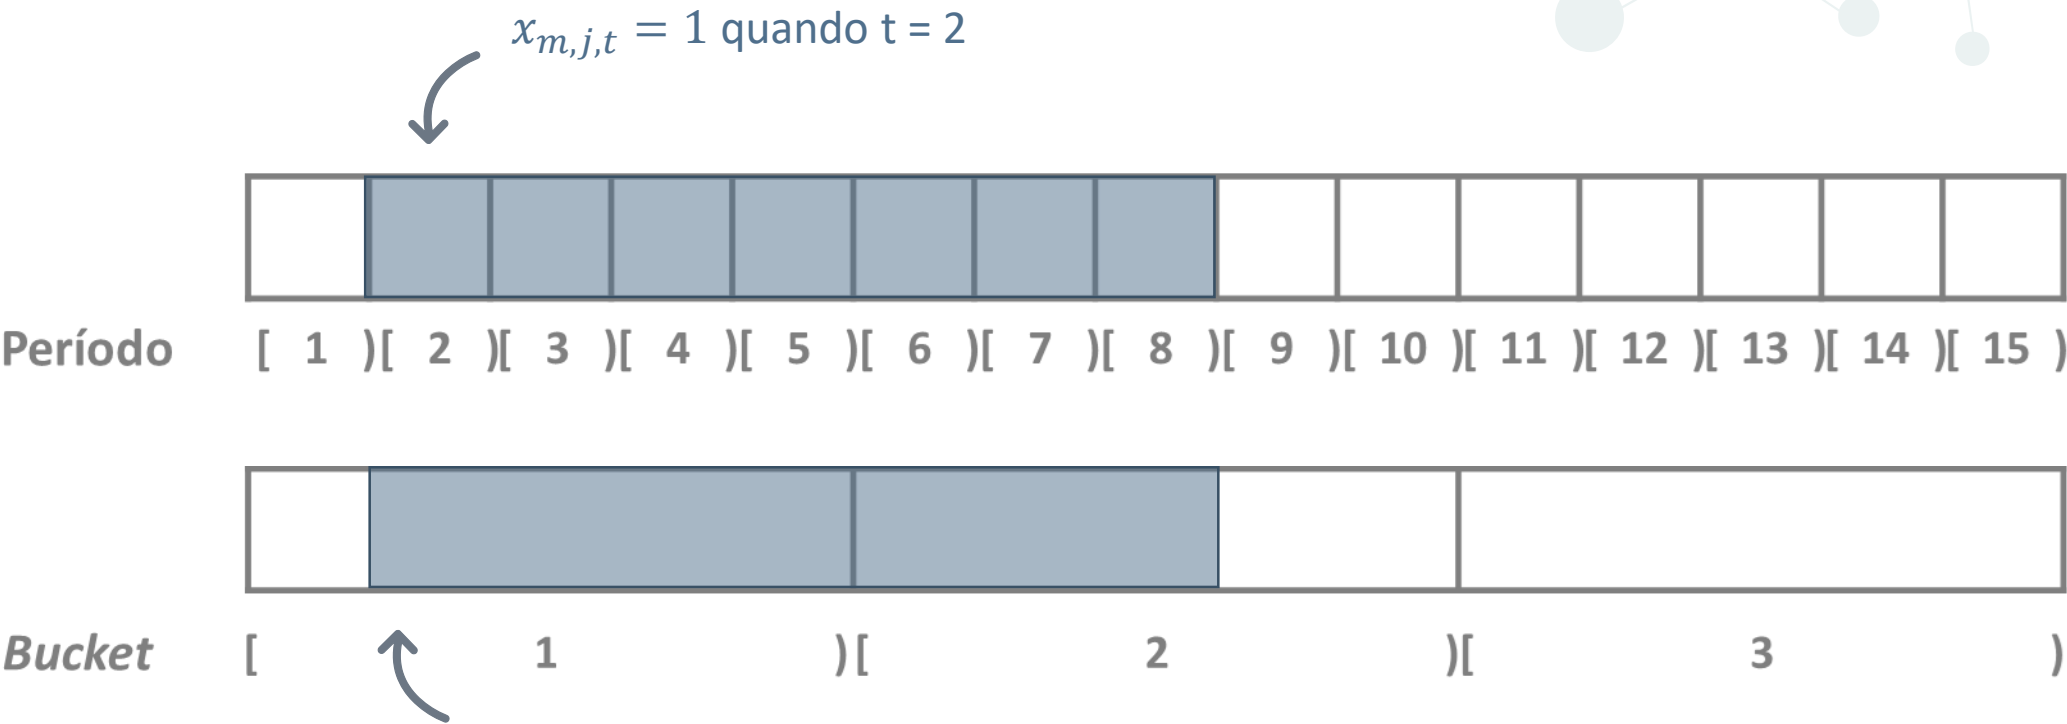 x_{m,j,t} = 1 quando t = 2
Período [ 1 )[ 2 )[ 3 )[ 4 )[ 5 )[ 6 )[ 7 )[ 8 )[ 9 )[ 10 )[ 11 )[ 12 )[ 13 )[ 14 )[ 15 )
Bucket [ 1 )[ 2 )[ 3 )